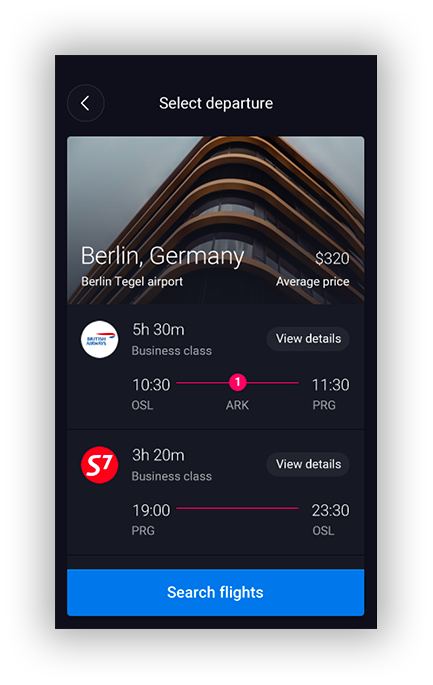 Select departure
Berlin, Germany
$320
Berlin Tegel airport
Average price
BRITISH AIRWAYS
5h 30m
View details
Business class
10:30
1
11:30
OSL
ARK
PRG
S7
3h 20m
View details
Business class
19:00
23:30
PRG
OSL
Search flights